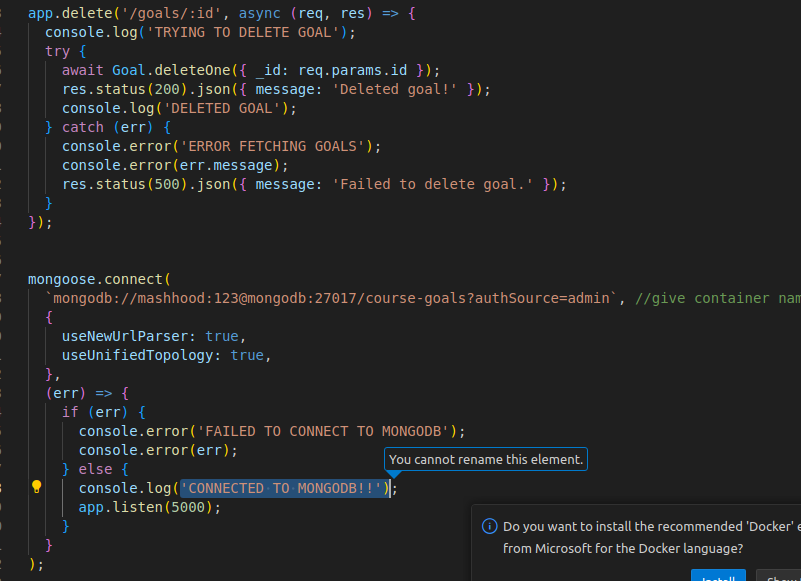 app.delete('/goals/:id', async (req, res) => {
  console.log('TRYING TO DELETE GOAL');
  try {
    await Goal.deleteOne({ _id: req.params.id });
    res.status(200).json({ message: 'Deleted goal!' });
    console.log('DELETED GOAL');
  } catch (err) {
    console.error('ERROR FETCHING GOALS');
    console.error(err.message);
    res.status(500).json({ message: 'Failed to delete goal.' });
  }
});
mongoose.connect(
  `mongodb://mashhood:123@mongodb:27017/course-goals?authSource=admin`, //give container
  {
    useNewUrlParser: true,
    useUnifiedTopology: true,
  },
  (err) => {
    if (err) {
      console.error('FAILED TO CONNECT TO MONGODB');
      console.error(err);
You cannot rename this element.
    } else {
      console.log('CONNECTED TO MONGODB!!');
      app.listen(5000);
    }
  }
);
Do you want to install the recommended 'Docker'
from Microsoft for the Docker language?
Install